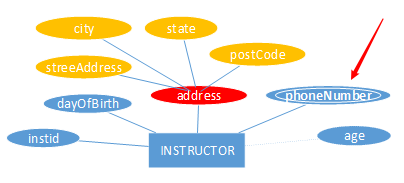 city
state
postCode
streeAddress
address
phoneNumber
dayOfBirth
instid
age
INSTRUCTOR